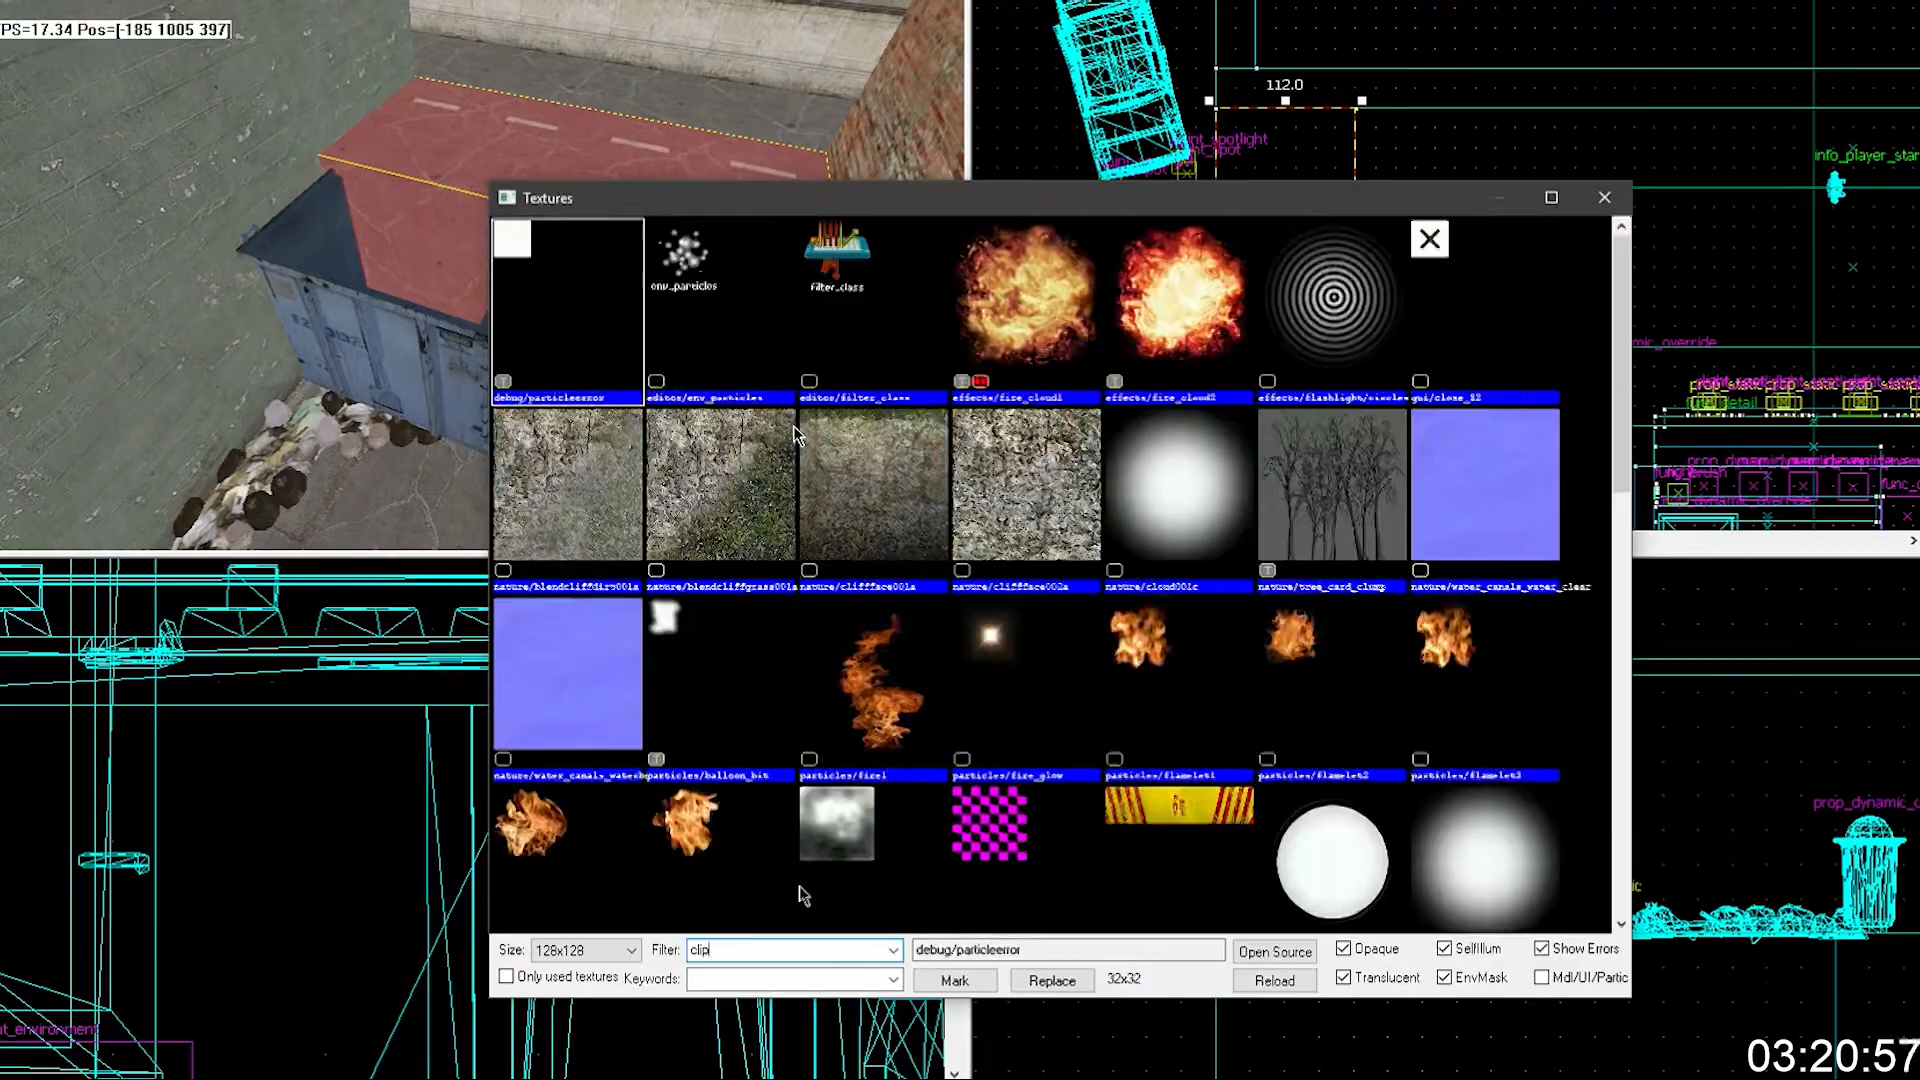 PS=17.34 Pos=[-185 1005 397]
112.0
info_player_star
Textures
env_particles
filter_class
debug/particleerror
editor/env_particles
editor/filter_class
effects/fire_cloud1
effects/fire_cloud2
gui/close_32
nature/blendcliffdirt001a
nature/blendcliffgrass001a
nature/cliffface001a
nature/cliffface002a
nature/cloud001c
nature/tree_card_clump
nature/water_canals_water_clear
particles/balloon_bit
particles/fire1
particles/fire_glow
particles/flamelet1
particles/flamelet2
particles/flamelet3
prop_dynamic_c
Size: 128x128 Filter: clip debug/particleerror Open Source Opaque SelfIllum Show Errors
Only used textures Keywords: Mark Replace 32x32 Reload Translucent EnvMask Mdl/UI/Partic
nt_environment
03:20:57